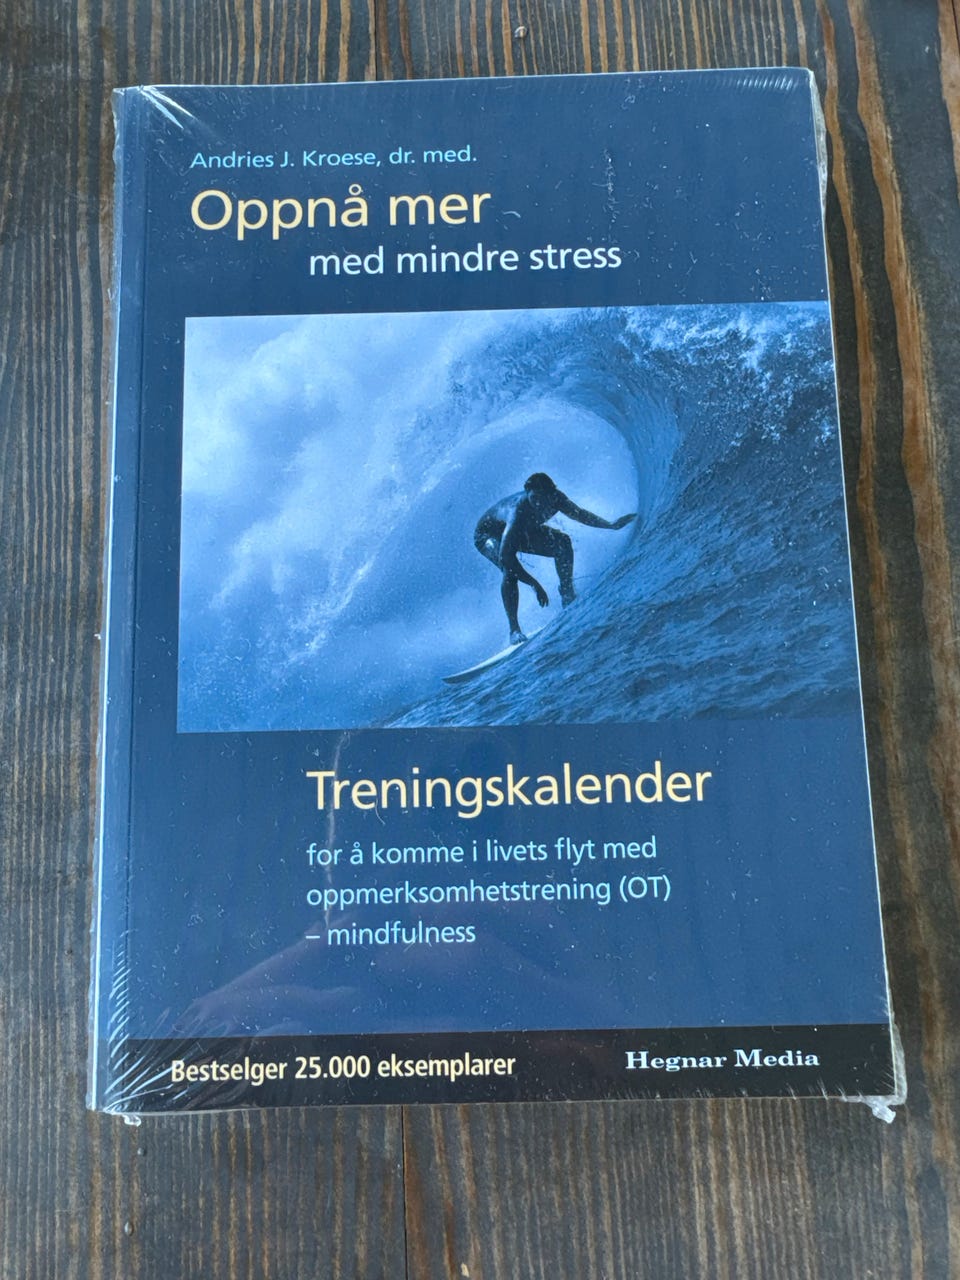 Andries J. Kroese, dr. med.
Oppnå mer
med mindre stress
Treningskalender
for å komme i livets flyt med
oppmerksomhetstrening (OT)
– mindfulness
Bestselger 25.000 eksemplarer
Hegnar Media